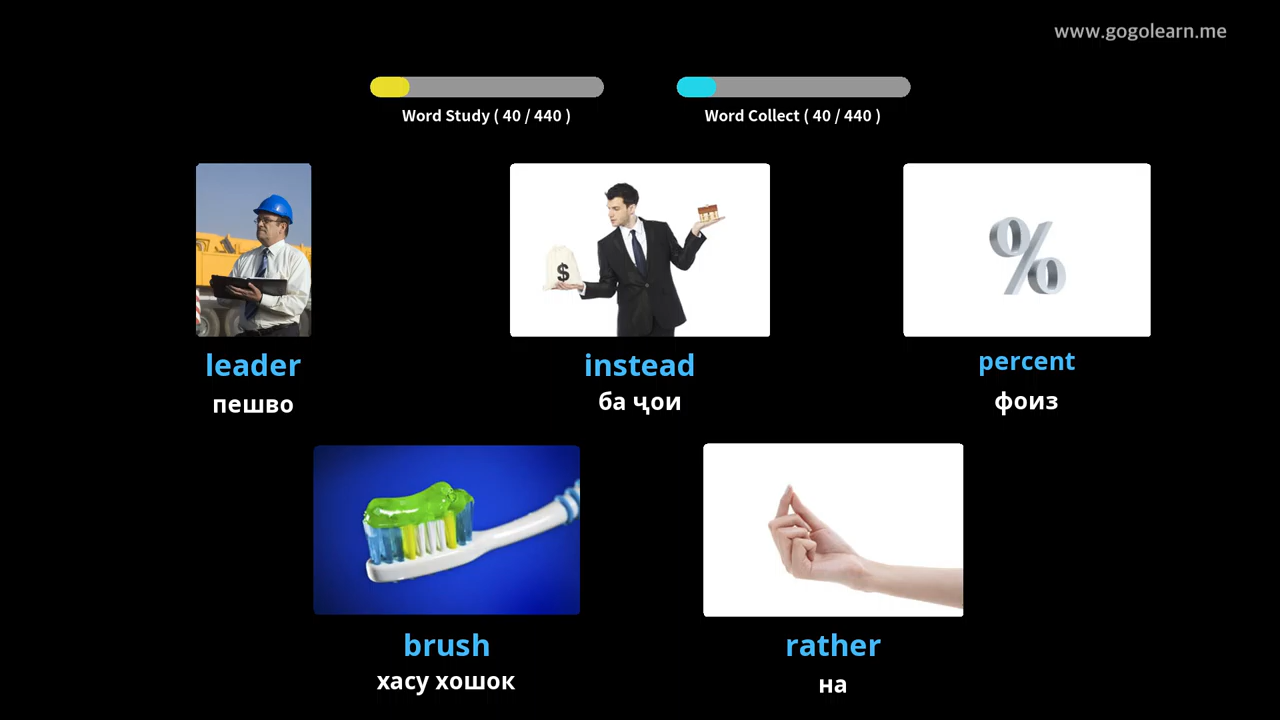 www.gogolearn.me
Word Study ( 40 / 440 )
Word Collect ( 40 / 440 )
%
$
leader
instead
percent
пешво
ба ҷои
фоиз
brush
rather
хасу хошок
на